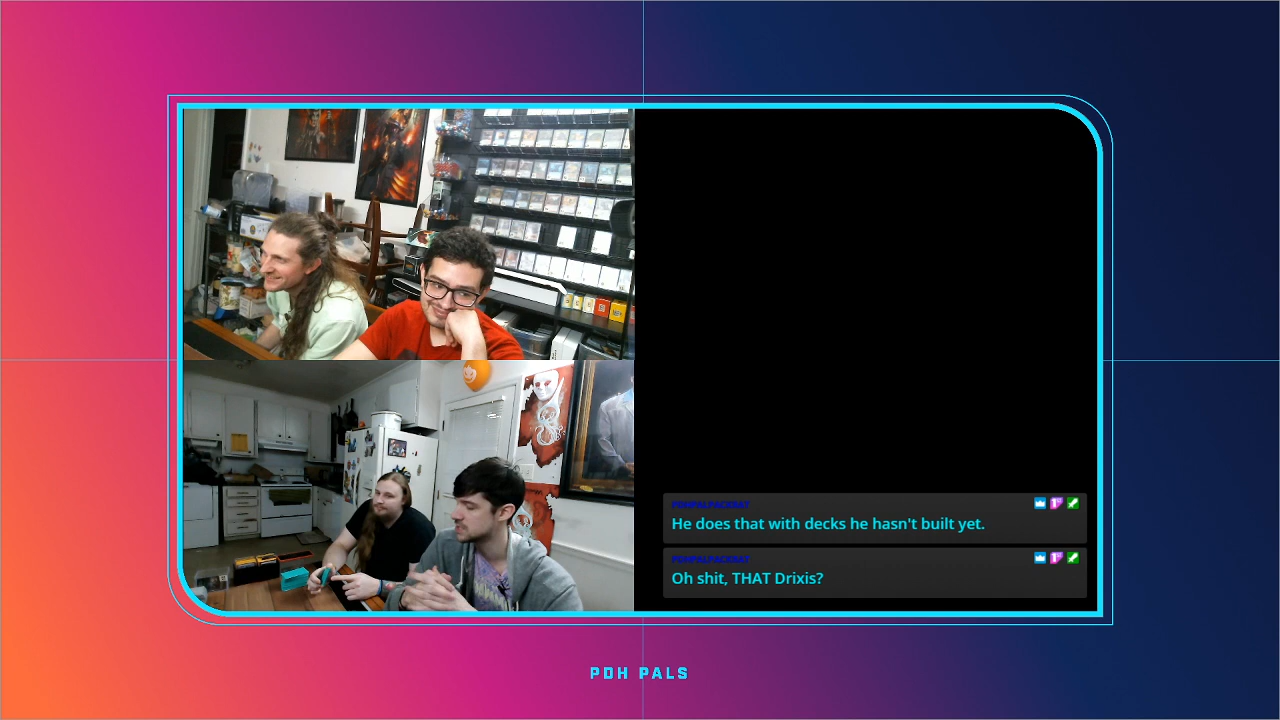 He does that with decks he hasn't built yet.
Oh shit, THAT Drixis?
PDH PALS